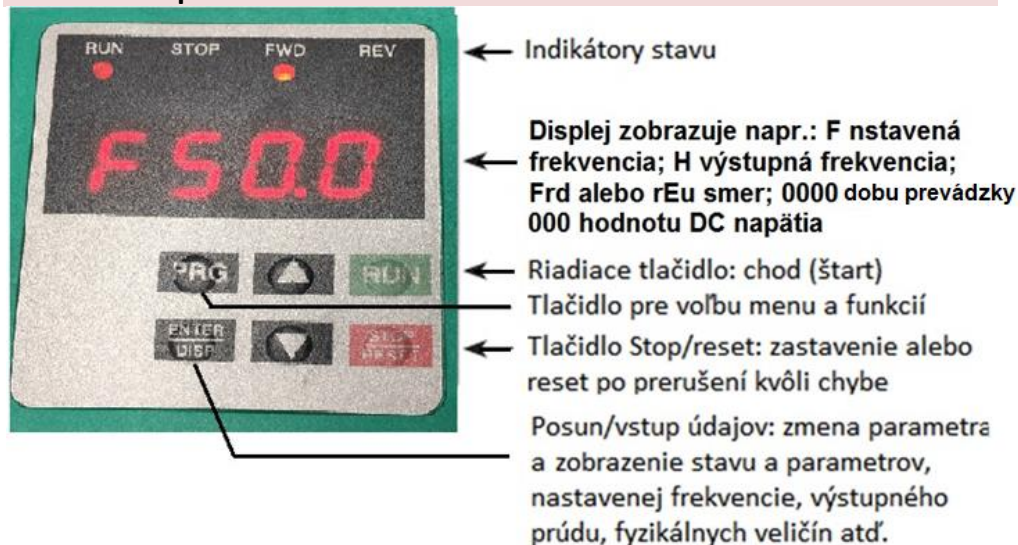 RUN STOP FWD REV
F50.0
PRG RUN
ENTER
DISP
STOP
RESET
Indikátory stavu
Displej zobrazuje napr.: F nstavená
frekvencia; H výstupná frekvencia;
Frd alebo rEu smer; 0000 dobu prevádzky
000 hodnotu DC napätia
Riadiace tlačidlo: chod (štart)
Tlačidlo pre voľbu menu a funkcií
Tlačidlo Stop/reset: zastavenie alebo
reset po prerušení kvôli chybe
Posun/vstup údajov: zmena parametra
a zobrazenie stavu a parametrov,
nastavenej frekvencie, výstupného
prúdu, fyzikálnych veličín atď.